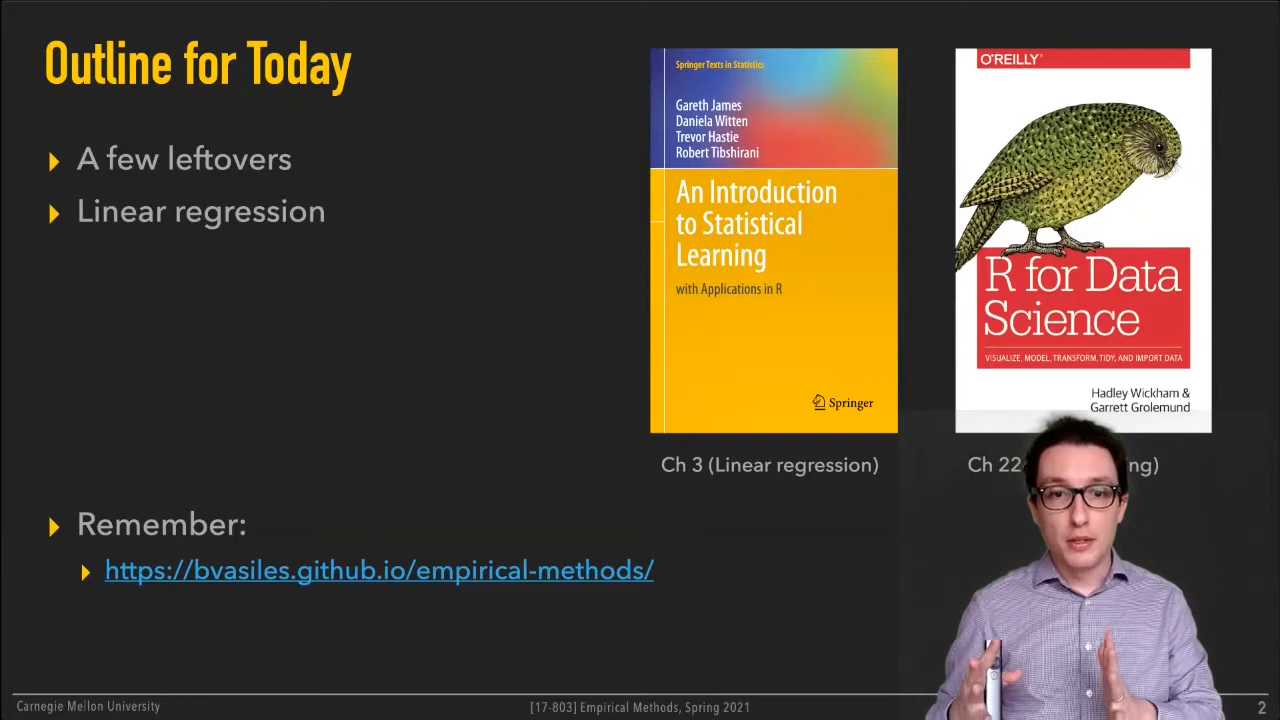 Outline for Today
A few leftovers
Linear regression
Remember:
https://bvasiles.github.io/empirical-methods/
Springer Texts in Statistics
Gareth James
Daniela Witten
Trevor Hastie
Robert Tibshirani
An Introduction
to Statistical
Learning
with Applications in R
Springer
Ch 3 (Linear regression)
O'REILLY®
R for Data
Science
VISUALIZE, MODEL, TRANSFORM, TIDY, AND IMPORT DATA
Hadley Wickham &
Garrett Grolemund
Ch 22
Carnegie Mellon University
[17-803] Empirical Methods, Spring 2021
2